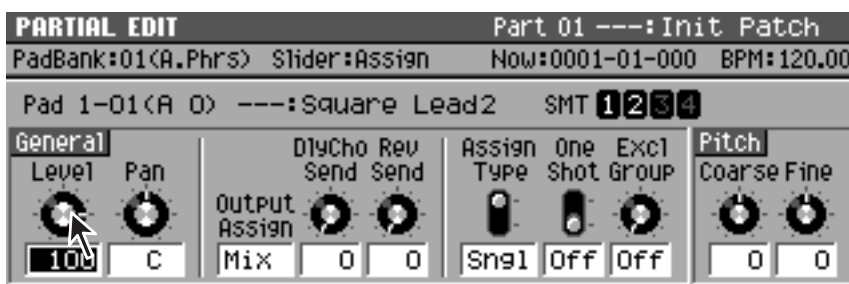 PARTIAL EDIT Part 01 ---:Init Patch
PadBank:01(A.Phrs) Slider:Assign Now:0001-01-000 BPM:120.00
Pad 1-01(A 0) ---:Square Lead2 SMT 1 2 3 4
General DlyCho Rev Assign One Excl Pitch
Level Pan Send Send Type Shot Group Coarse Fine
Output
Assign
100 C Mix 0 0 Sngl Off Off 0 0